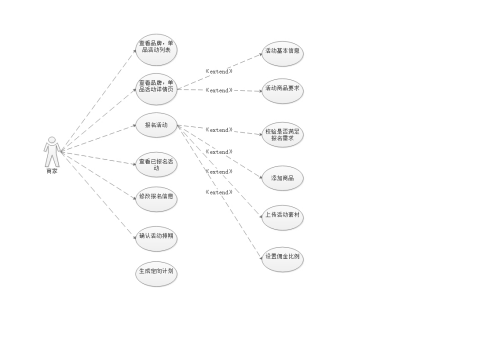 查看品牌，单
品活动列表
查看品牌，单
品活动详情页
报名活动
查看已报名活
动
修改报名信息
确认活动排期
生成定向计划
商家
《extend》
《extend》
《extend》
《extend》
《extend》
《extend》
活动基本信息
活动商品要求
校验是否满足
报名需求
添加商品
上传活动素材
设置佣金比例